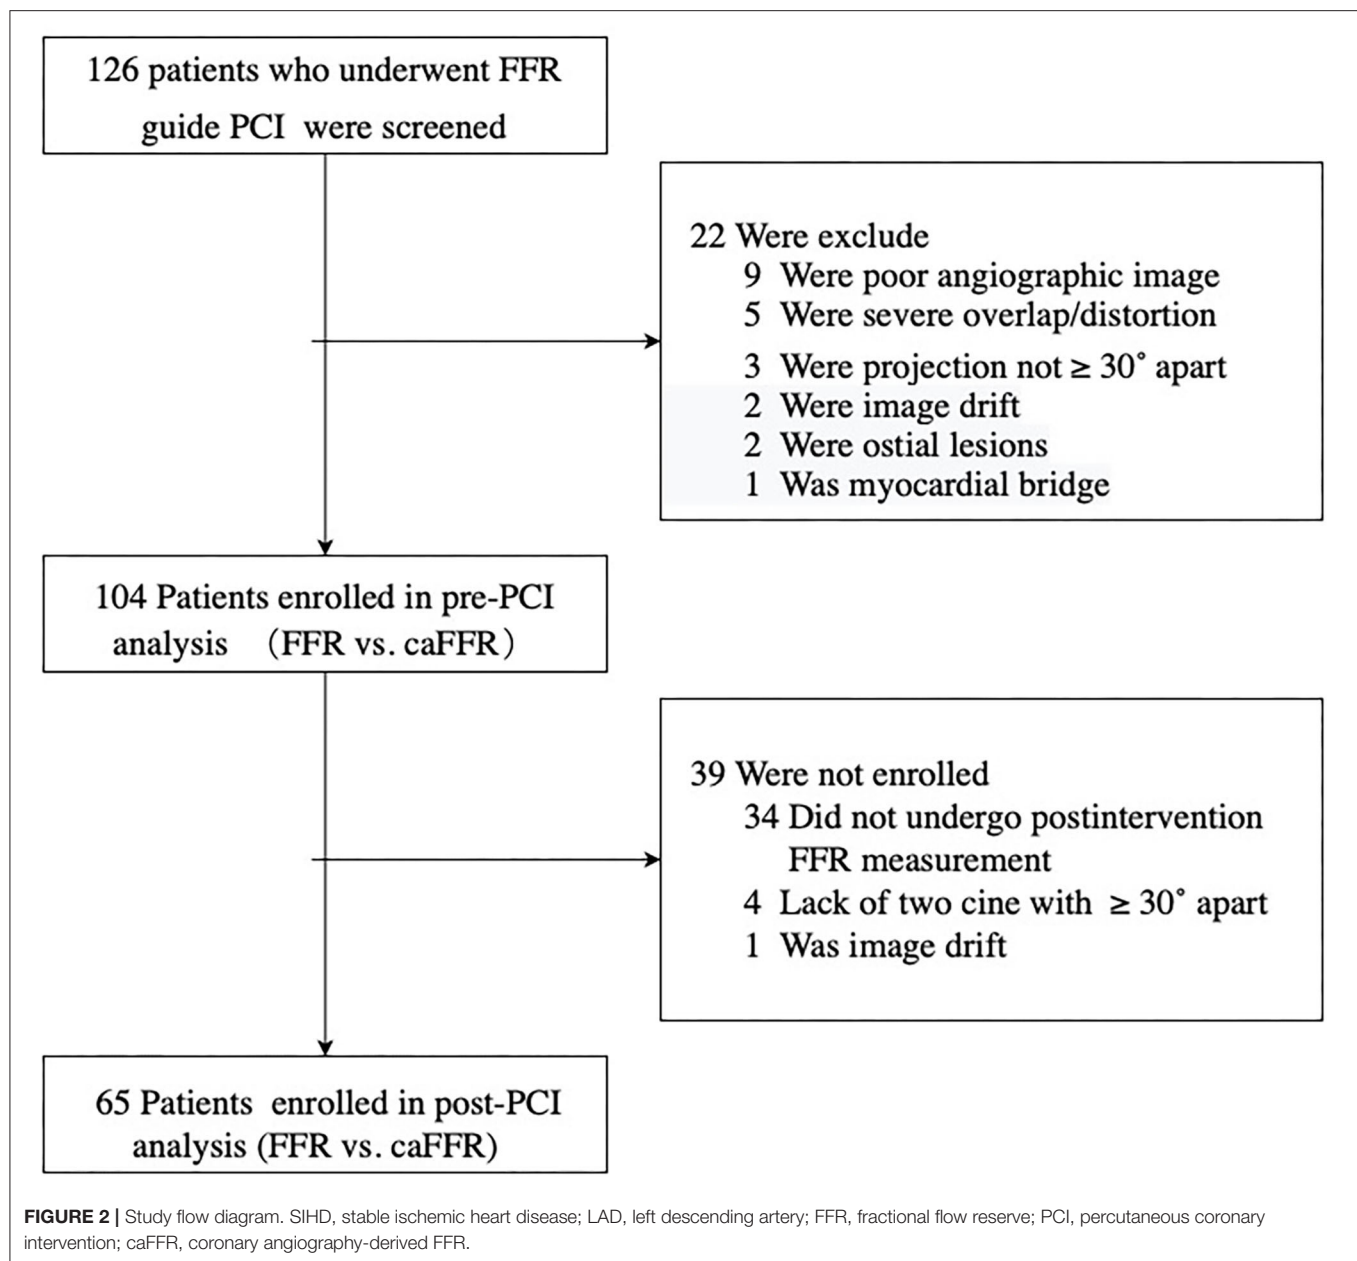 126 patients who underwent FFR
guide PCI were screened
22 Were exclude
9 Were poor angiographic image
5 Were severe overlap/distortion
3 Were projection not ≥ 30° apart
2 Were image drift
2 Were ostial lesions
1 Was myocardial bridge
104 Patients enrolled in pre-PCI
analysis (FFR vs. caFFR)
39 Were not enrolled
34 Did not undergo postintervention
FFR measurement
4 Lack of two cine with ≥ 30° apart
1 Was image drift
65 Patients enrolled in post-PCI
analysis (FFR vs. caFFR)
FIGURE 2 | Study flow diagram. SIHD, stable ischemic heart disease; LAD, left descending artery; FFR, fractional flow reserve; PCI, percutaneous coronary
intervention; caFFR, coronary angiography-derived FFR.